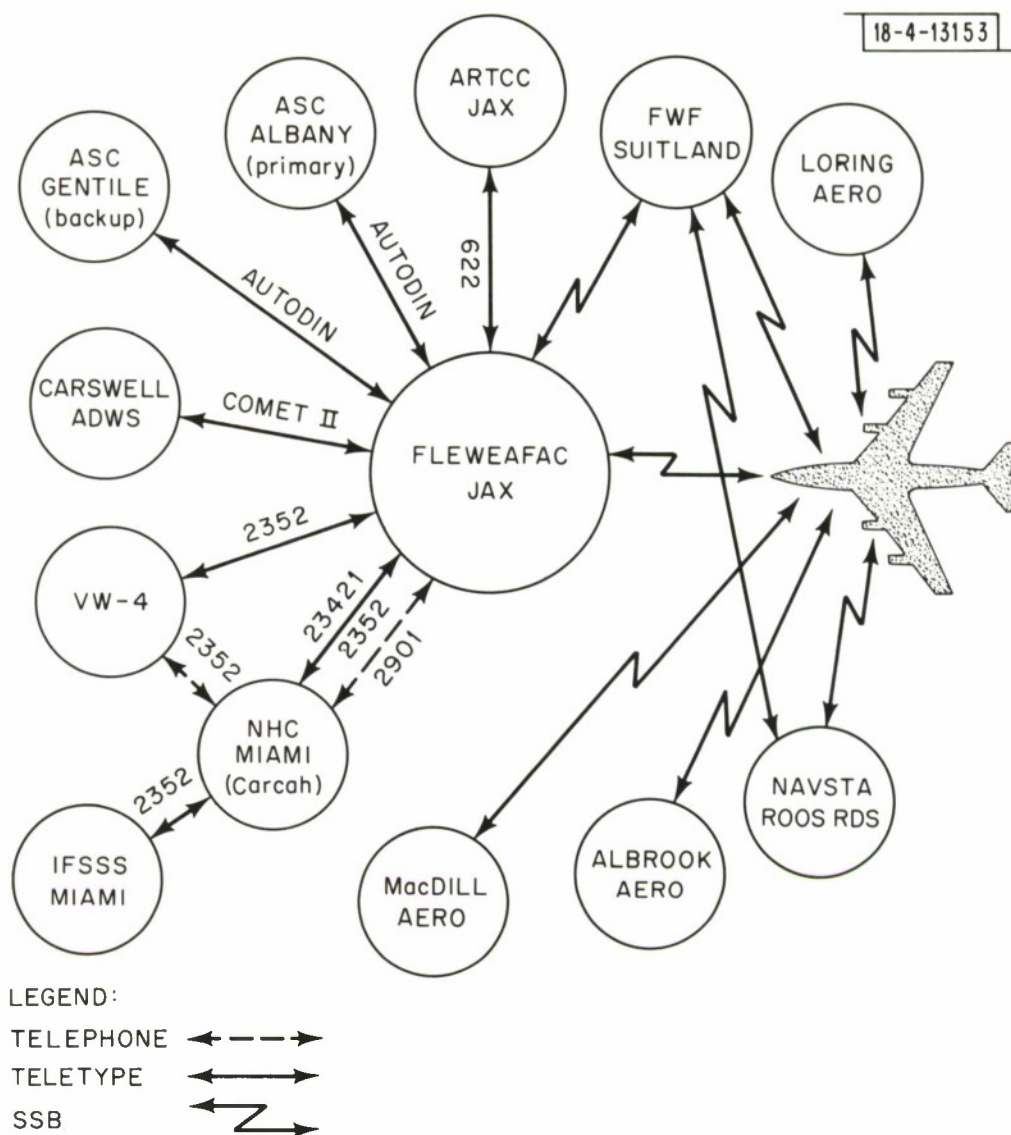 18-4-13153
ARTCC
JAX
ASC
ALBANY
(primary)
FWF
SUITLAND
ASC
GENTILE
(backup)
LORING
AERO
AUTODIN
AUTODIN
622
CARSWELL
ADWS
COMET II
FLEWEAFAC
JAX
2352
VW-4
23421
2352
2901
2352
NHC
MIAMI
(Carcah)
2352
IFSSS
MIAMI
MacDILL
AERO
ALBROOK
AERO
NAVSTA
ROOS RDS
LEGEND:
TELEPHONE
TELETYPE
SSB